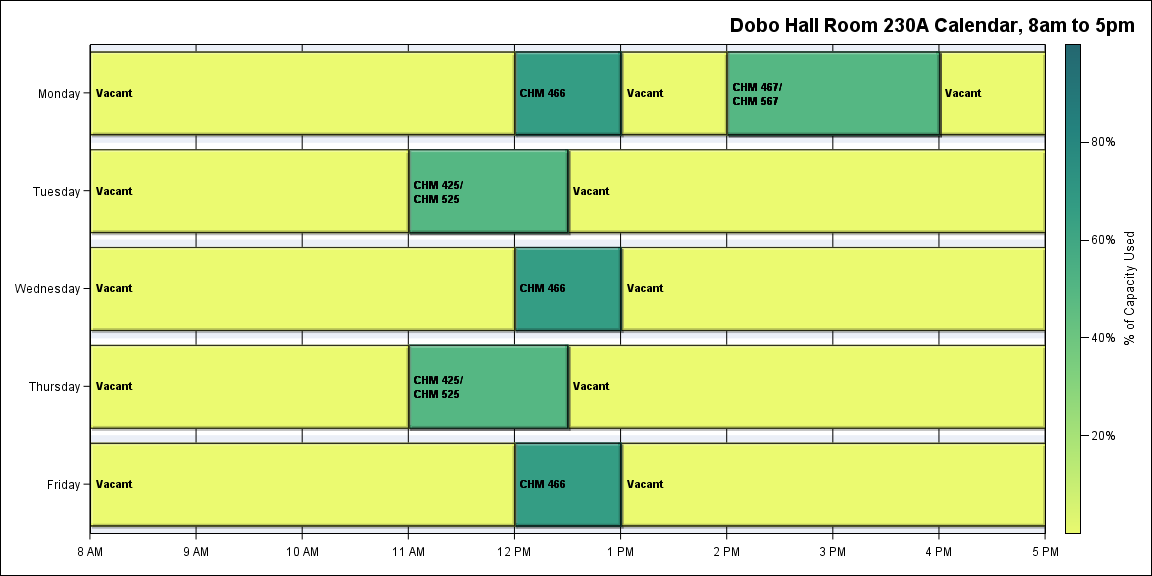 Dobo Hall Room 230A Calendar, 8am to 5pm
Monday
Vacant
CHM 466
Vacant
CHM 467/
CHM 567
Vacant
Tuesday
Vacant
CHM 425/
CHM 525
Vacant
Wednesday
Vacant
CHM 466
Vacant
Thursday
Vacant
CHM 425/
CHM 525
Vacant
Friday
Vacant
CHM 466
Vacant
8 AM
9 AM
10 AM
11 AM
12 PM
1 PM
2 PM
3 PM
4 PM
5 PM
80%
60%
40%
20%
% of Capacity Used